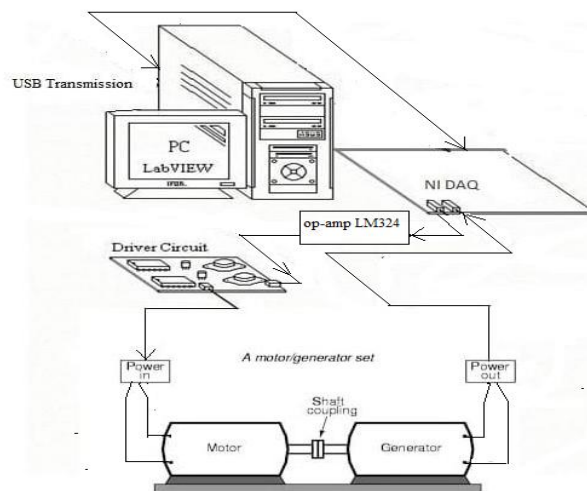 USB Transmission
PC
LabVIEW
ASUS
NI DAQ
op-amp LM324
Driver Circuit
A motor/generator set
Power
in
Power
out
Shaft
coupling
Motor
Generator